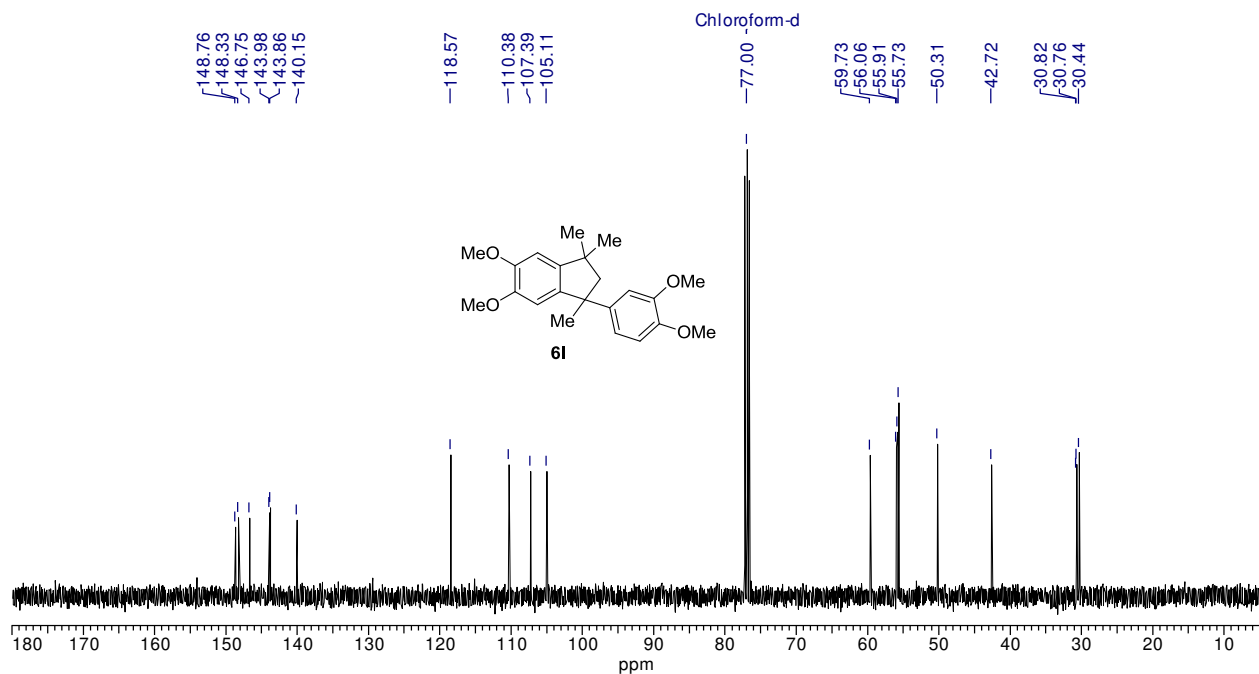 Chloroform-d
148.76
148.33
146.75
143.98
143.86
140.15
118.57
110.38
107.39
105.11
77.00
59.73
56.06
55.91
55.73
50.31
42.72
30.82
30.76
30.44
Me
Me
MeO
MeO
Me
OMe
OMe
6l
180 170 160 150 140 130 120 110 100 90 80 70 60 50 40 30 20 10
ppm